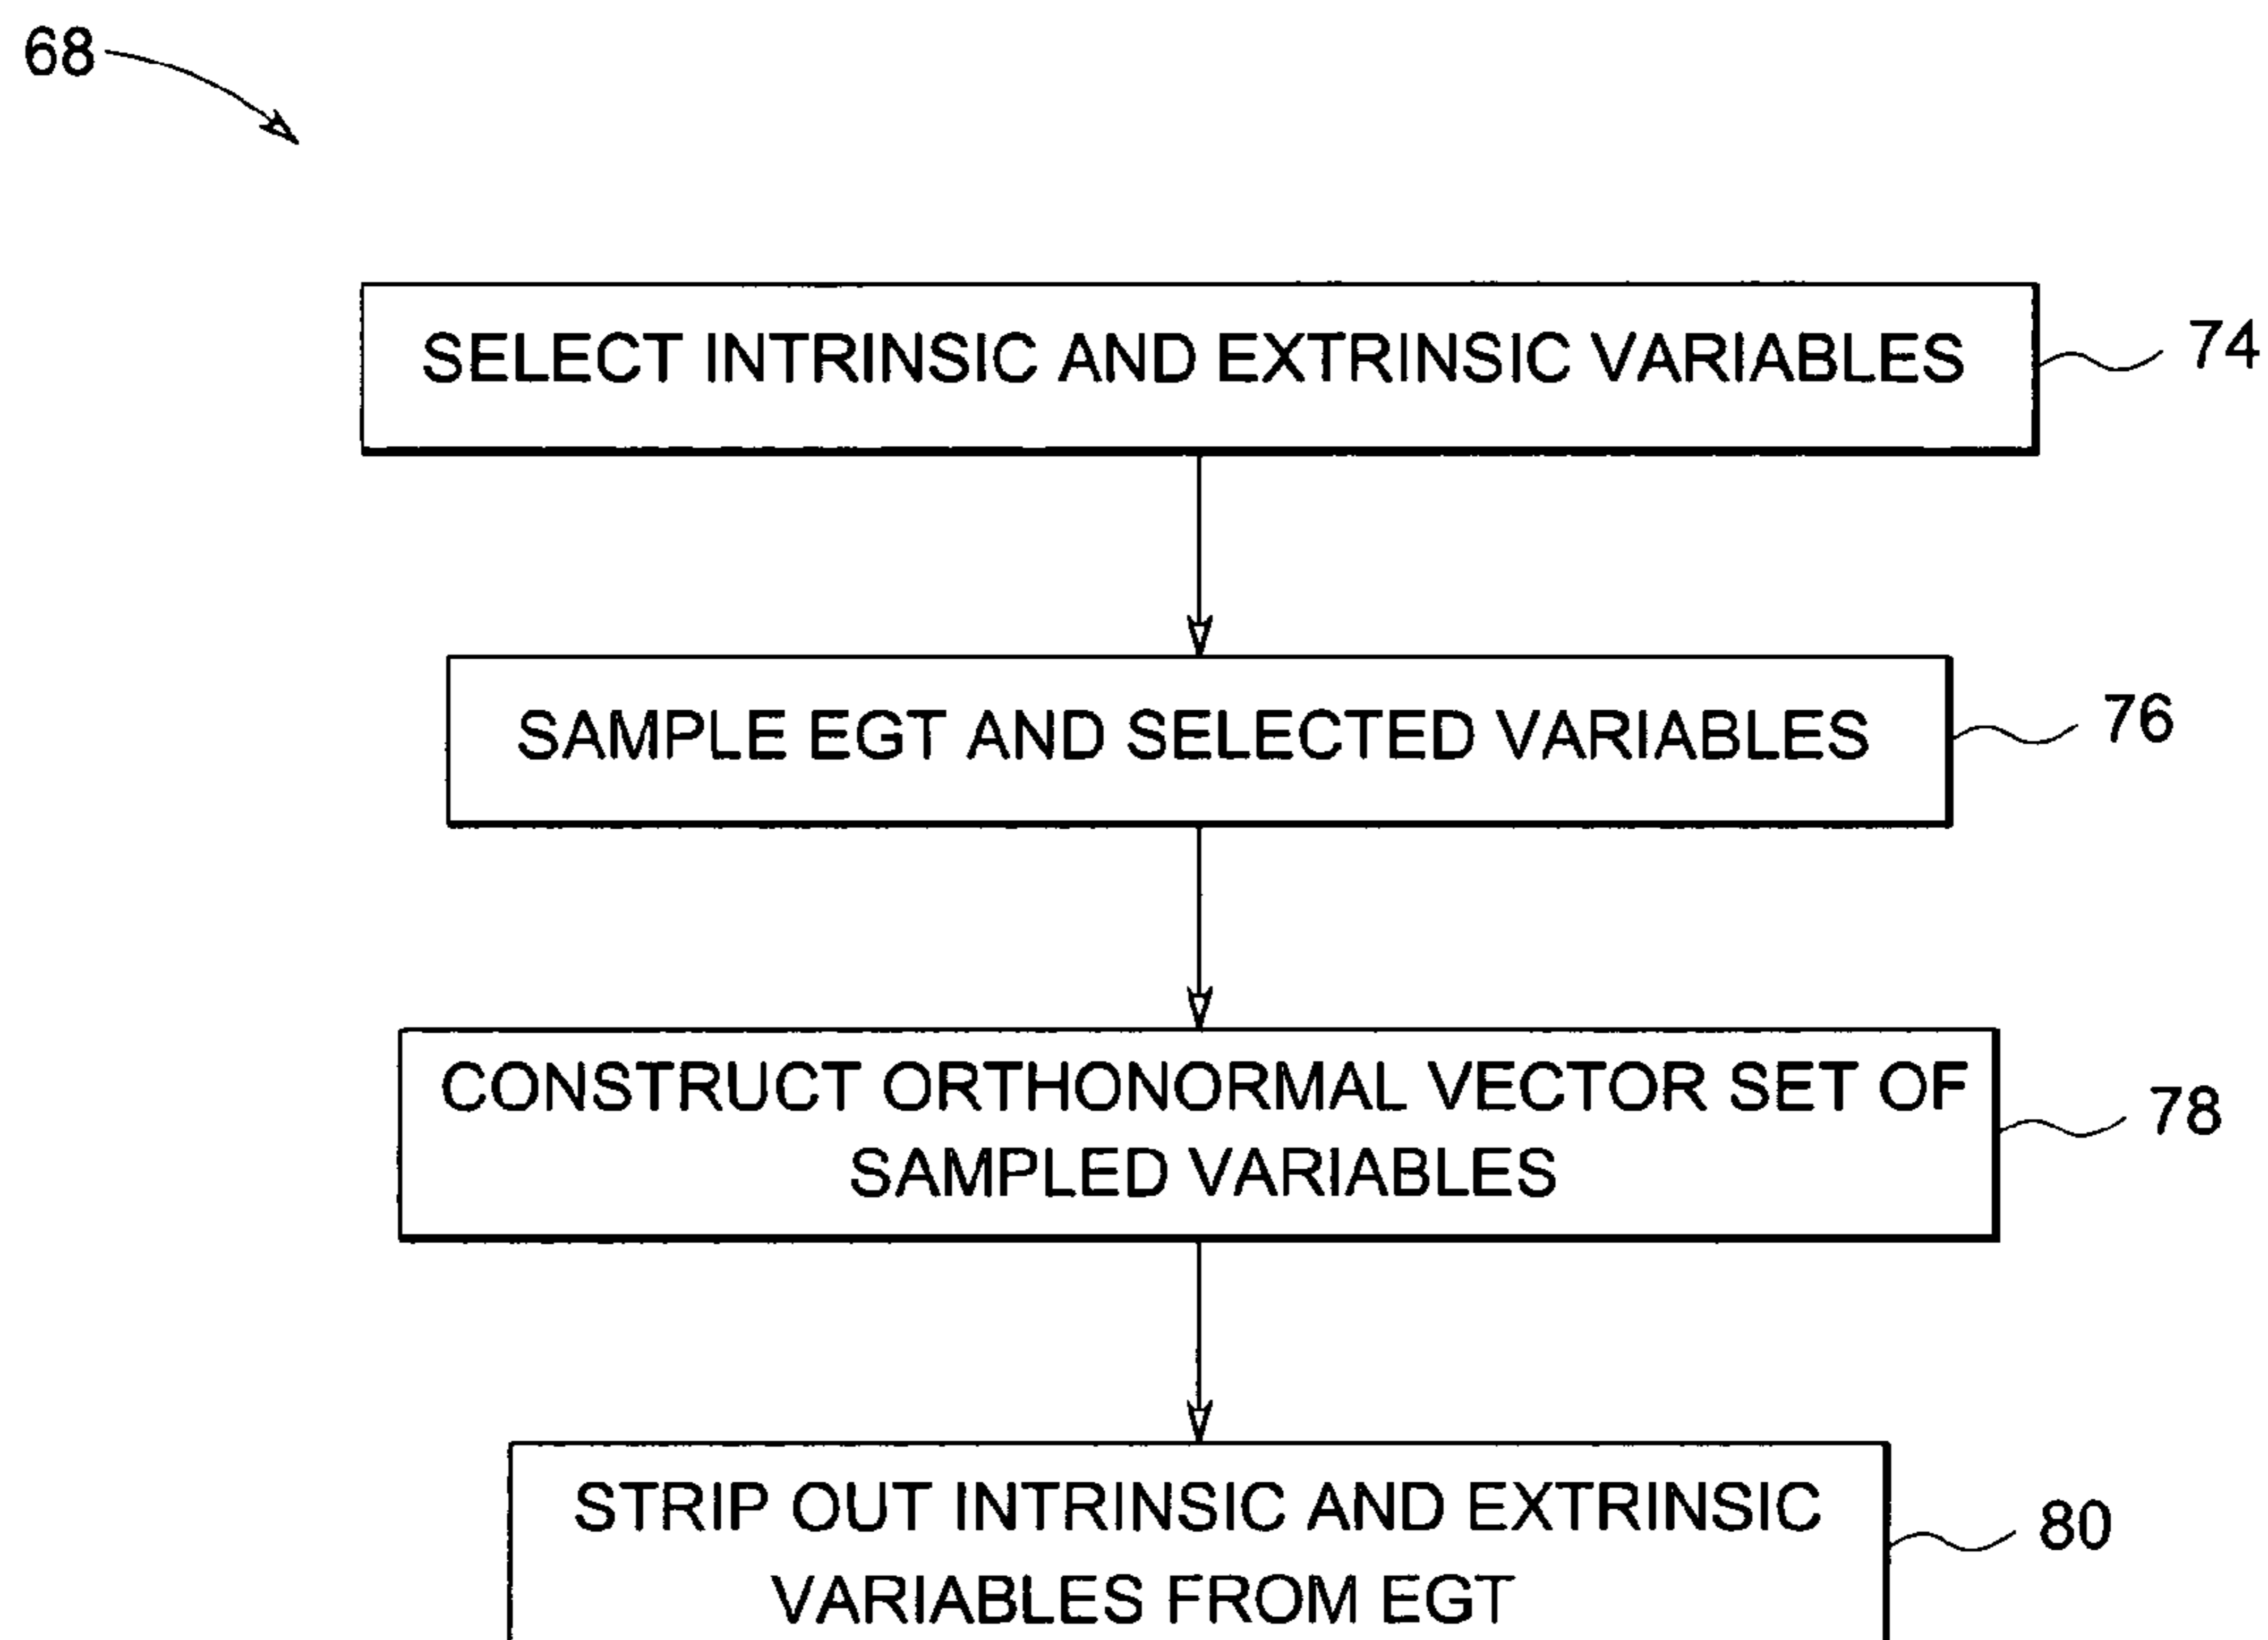 68
SELECT INTRINSIC AND EXTRINSIC VARIABLES
74
SAMPLE EGT AND SELECTED VARIABLES
76
CONSTRUCT ORTHONORMAL VECTOR SET OF
SAMPLED VARIABLES
78
STRIP OUT INTRINSIC AND EXTRINSIC
VARIABLES FROM EGT
80